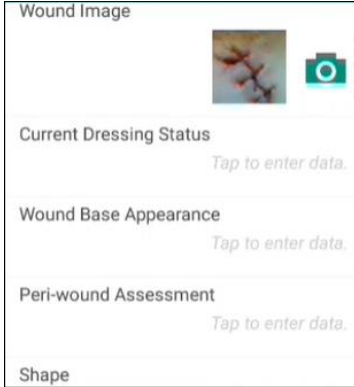 Wound Image
Current Dressing Status
Tap to enter data.
Wound Base Appearance
Tap to enter data.
Peri-wound Assessment
Tap to enter data.
Shape